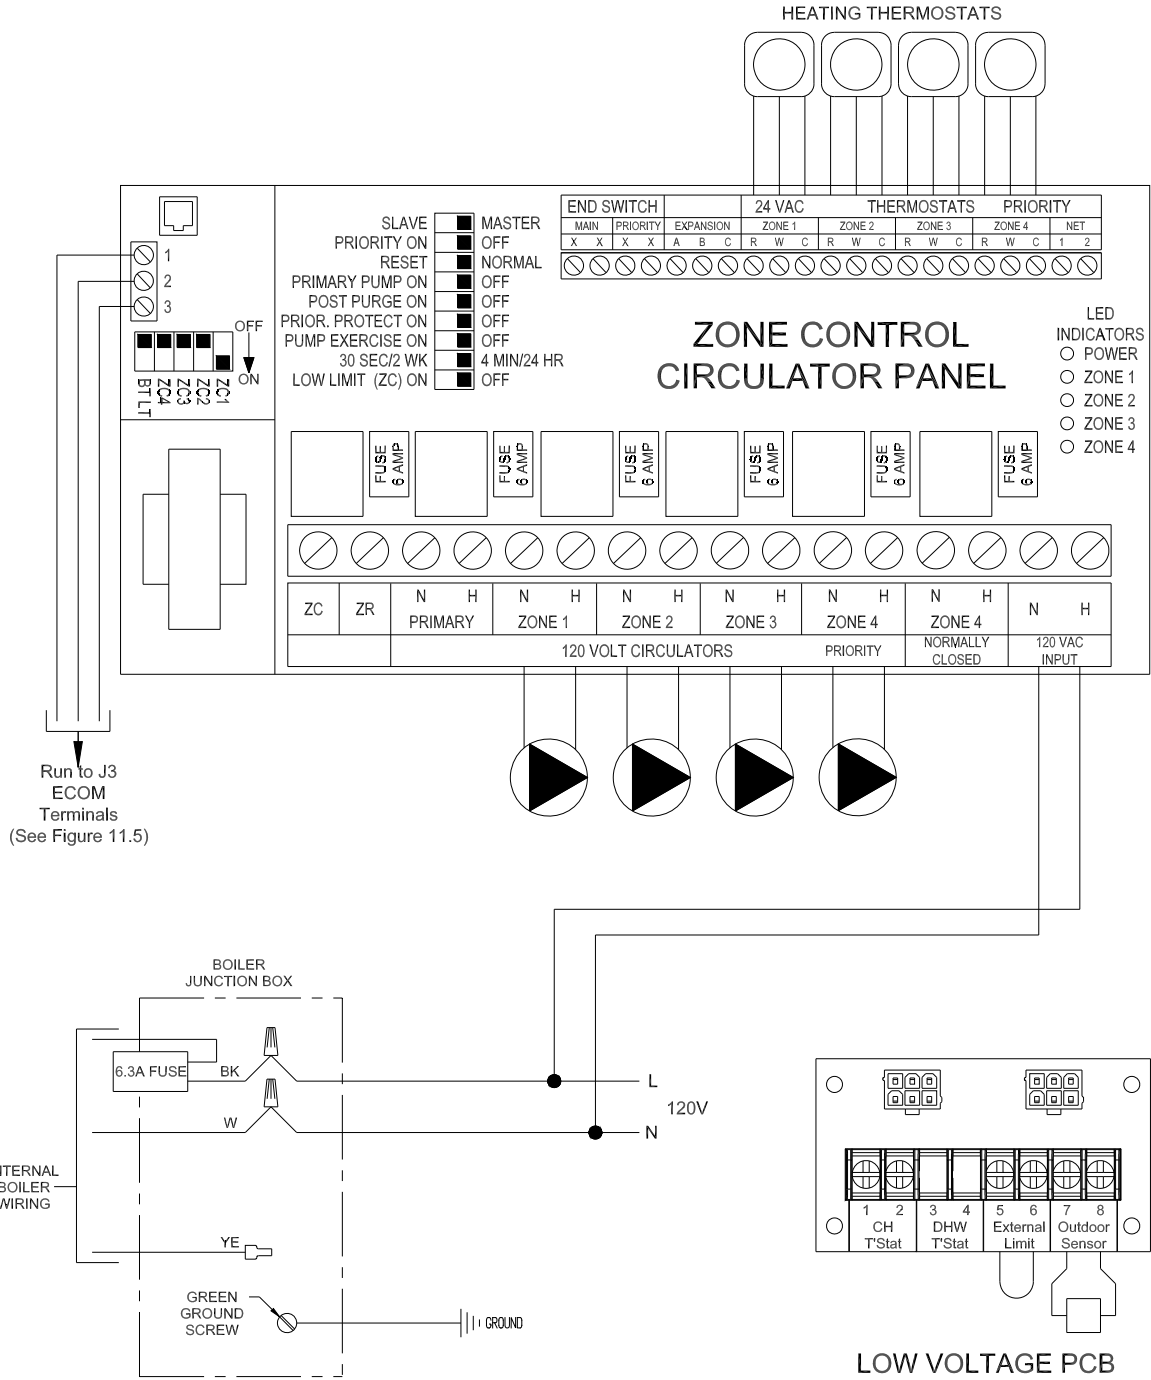 HEATING THERMOSTATS
END SWITCH 24 VAC THERMOSTATS PRIORITY
MAIN PRIORITY EXPANSION ZONE 1 ZONE 2 ZONE 3 ZONE 4 NET
X X X X A B C R W C R W C R W C R W C 1 2
SLAVE MASTER
PRIORITY ON OFF
RESET NORMAL
PRIMARY PUMP ON OFF
POST PURGE ON OFF
PRIOR. PROTECT ON OFF
PUMP EXERCISE ON OFF
30 SEC/2 WK 4 MIN/24 HR
LOW LIMIT (ZC) ON OFF
1
2
3
OFF
ON
BT LT
ZC4
ZC3
ZC2
ZC1
ZONE CONTROL
CIRCULATOR PANEL
LED
INDICATORS
POWER
ZONE 1
ZONE 2
ZONE 3
ZONE 4
FUSE
6 AMP
FUSE
6 AMP
FUSE
6 AMP
FUSE
6 AMP
FUSE
6 AMP
FUSE
6 AMP
ZC ZR N H N H N H N H N H N H N H
PRIMARY ZONE 1 ZONE 2 ZONE 3 ZONE 4 ZONE 4
120 VOLT CIRCULATORS PRIORITY
NORMALLY
CLOSED
120 VAC
INPUT
Run to J3
ECOM
Terminals
(See Figure 11.5)
BOILER
JUNCTION BOX
6.3A FUSE
BK
W
L
120V
N
NTERNAL
BOILER
WIRING
YE
GREEN
GROUND
SCREW
GROUND
1 2 3 4 5 6 7 8
CH DHW External Outdoor
T'Stat T'Stat Limit Sensor
LOW VOLTAGE PCB